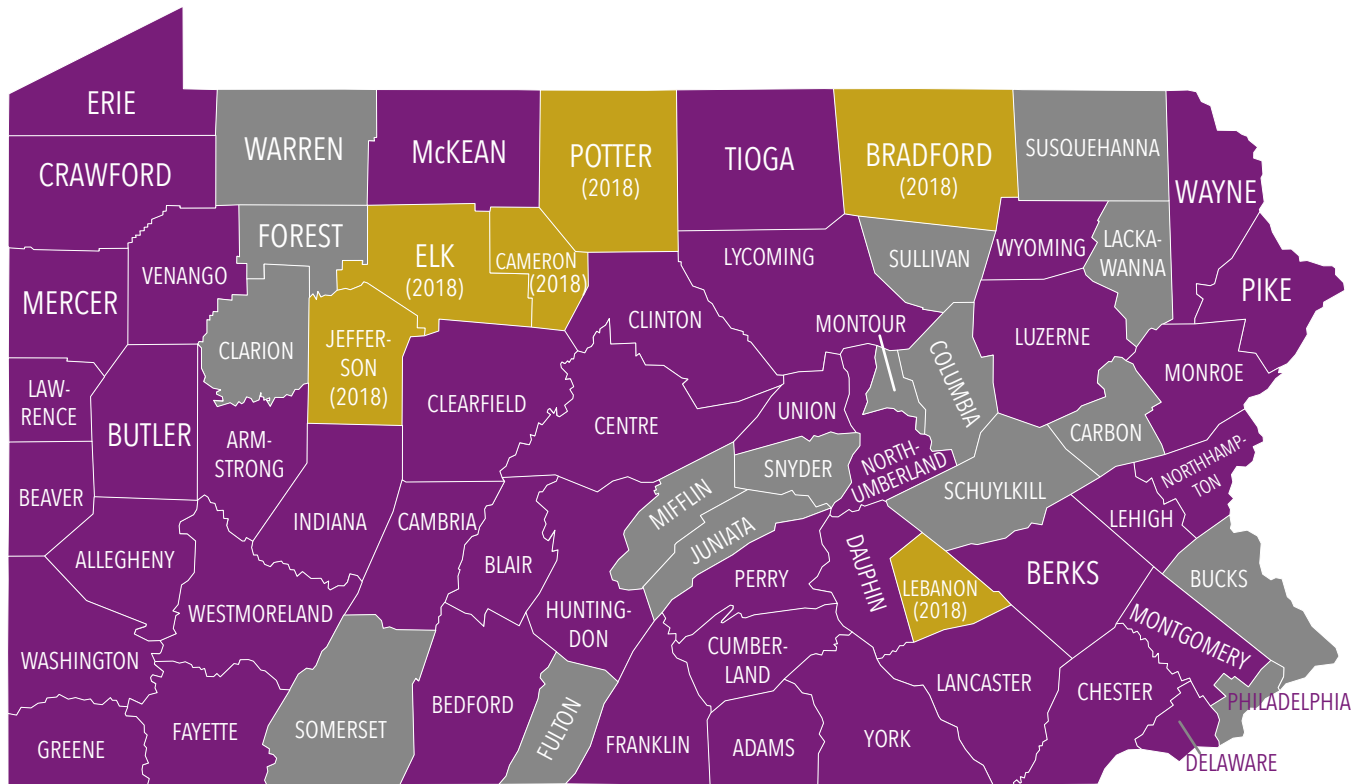 ERIE
WARREN
McKEAN
POTTER
(2018)
TIOGA
BRADFORD
(2018)
SUSQUEHANNA
CRAWFORD
WAYNE
FOREST
ELK
(2018)
CAMERON
(2018)
LYCOMING
SULLIVAN
WYOMING
LACKA-
WANNA
VENANGO
MERCER
PIKE
CLARION
JEFFER-
SON
(2018)
CLINTON
MONTOUR
COLUMBIA
LUZERNE
MONROE
LAW-
RENCE
BUTLER
ARM-
STRONG
CLEARFIELD
CENTRE
UNION
CARBON
BEAVER
INDIANA
CAMBRIA
MIFFLIN
SNYDER
NORTH-
UMBERLAND
SCHUYLKILL
NORTHHAMP-
TON
LEHIGH
ALLEGHENY
BLAIR
JUNIATA
PERRY
DAUPHIN
LEBANON
(2018)
BERKS
BUCKS
WESTMORELAND
HUNTING-
DON
MONTGOMERY
WASHINGTON
CUMBER-
LAND
LANCASTER
CHESTER
PHILADELPHIA
GREENE
FAYETTE
SOMERSET
BEDFORD
FULTON
FRANKLIN
ADAMS
YORK
DELAWARE